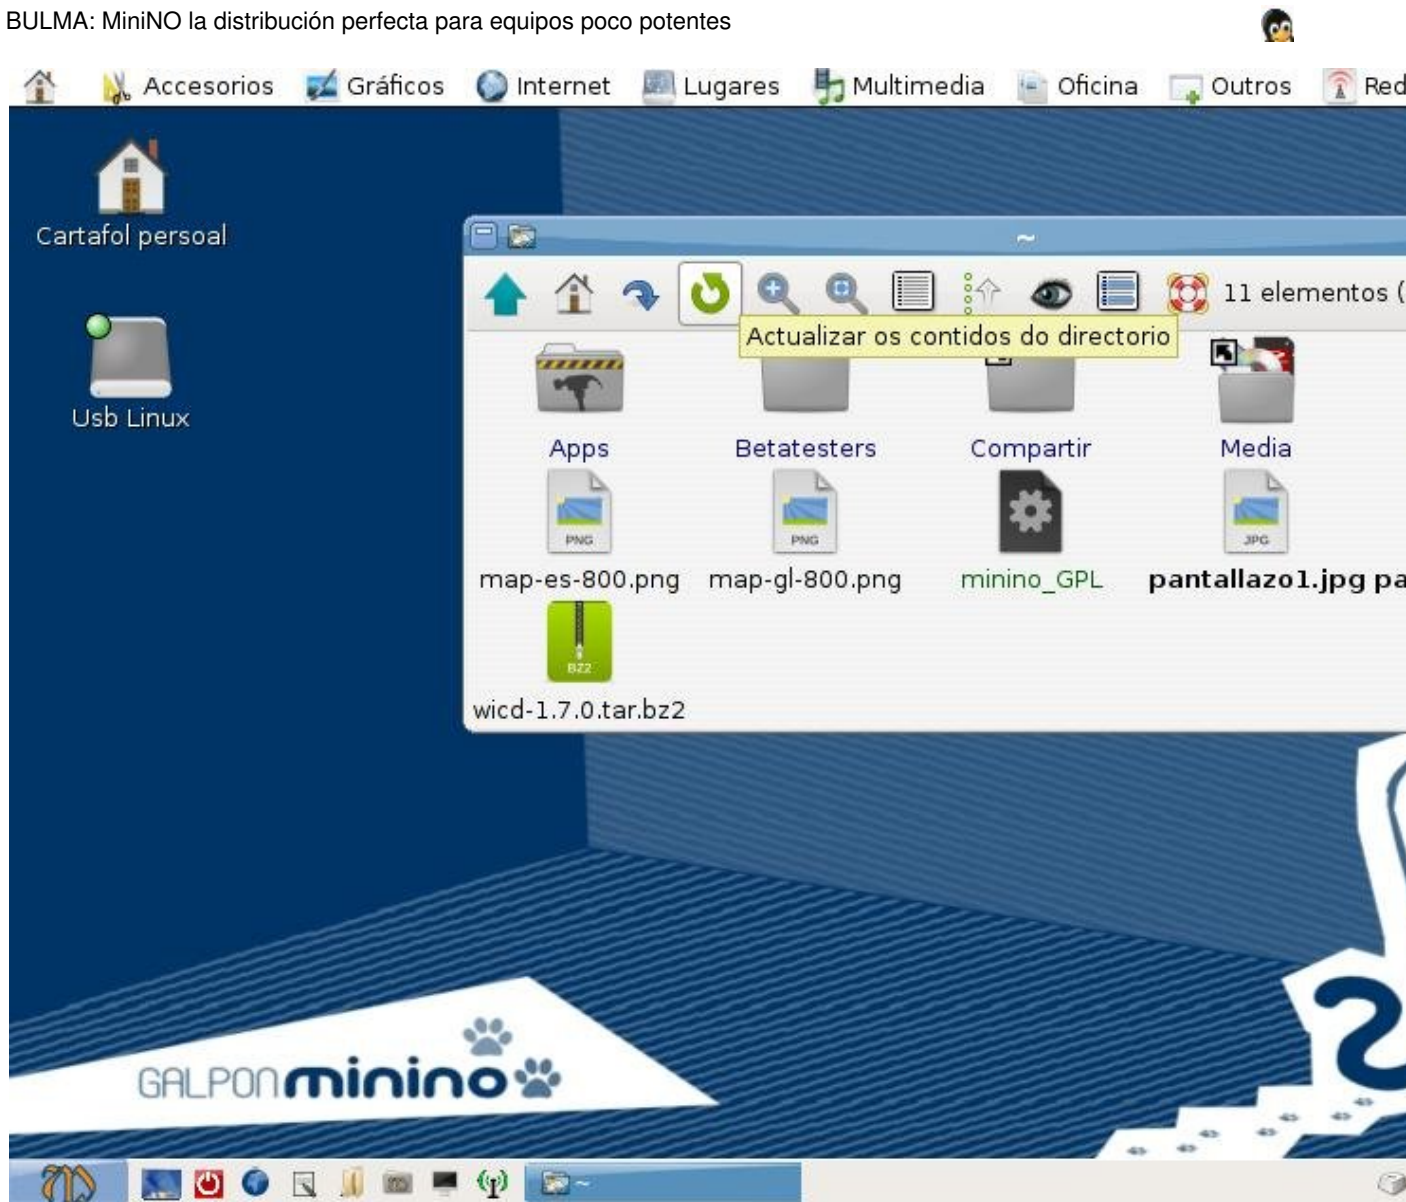 BULMA: MiniNO la distribución perfecta para equipos poco potentes
Accesorios Gráficos Internet Lugares Multimedia Oficina Outros Red
Cartafol persoal
~
11 elementos (
Actualizar os contidos do directorio
Usb Linux
Apps Betatesters Compartir Media
PNG PNG JPG
map-es-800.png map-gl-800.png minino_GPL pantallazo1.jpg pa
BZ2
wicd-1.7.0.tar.bz2
GALPON minino
~